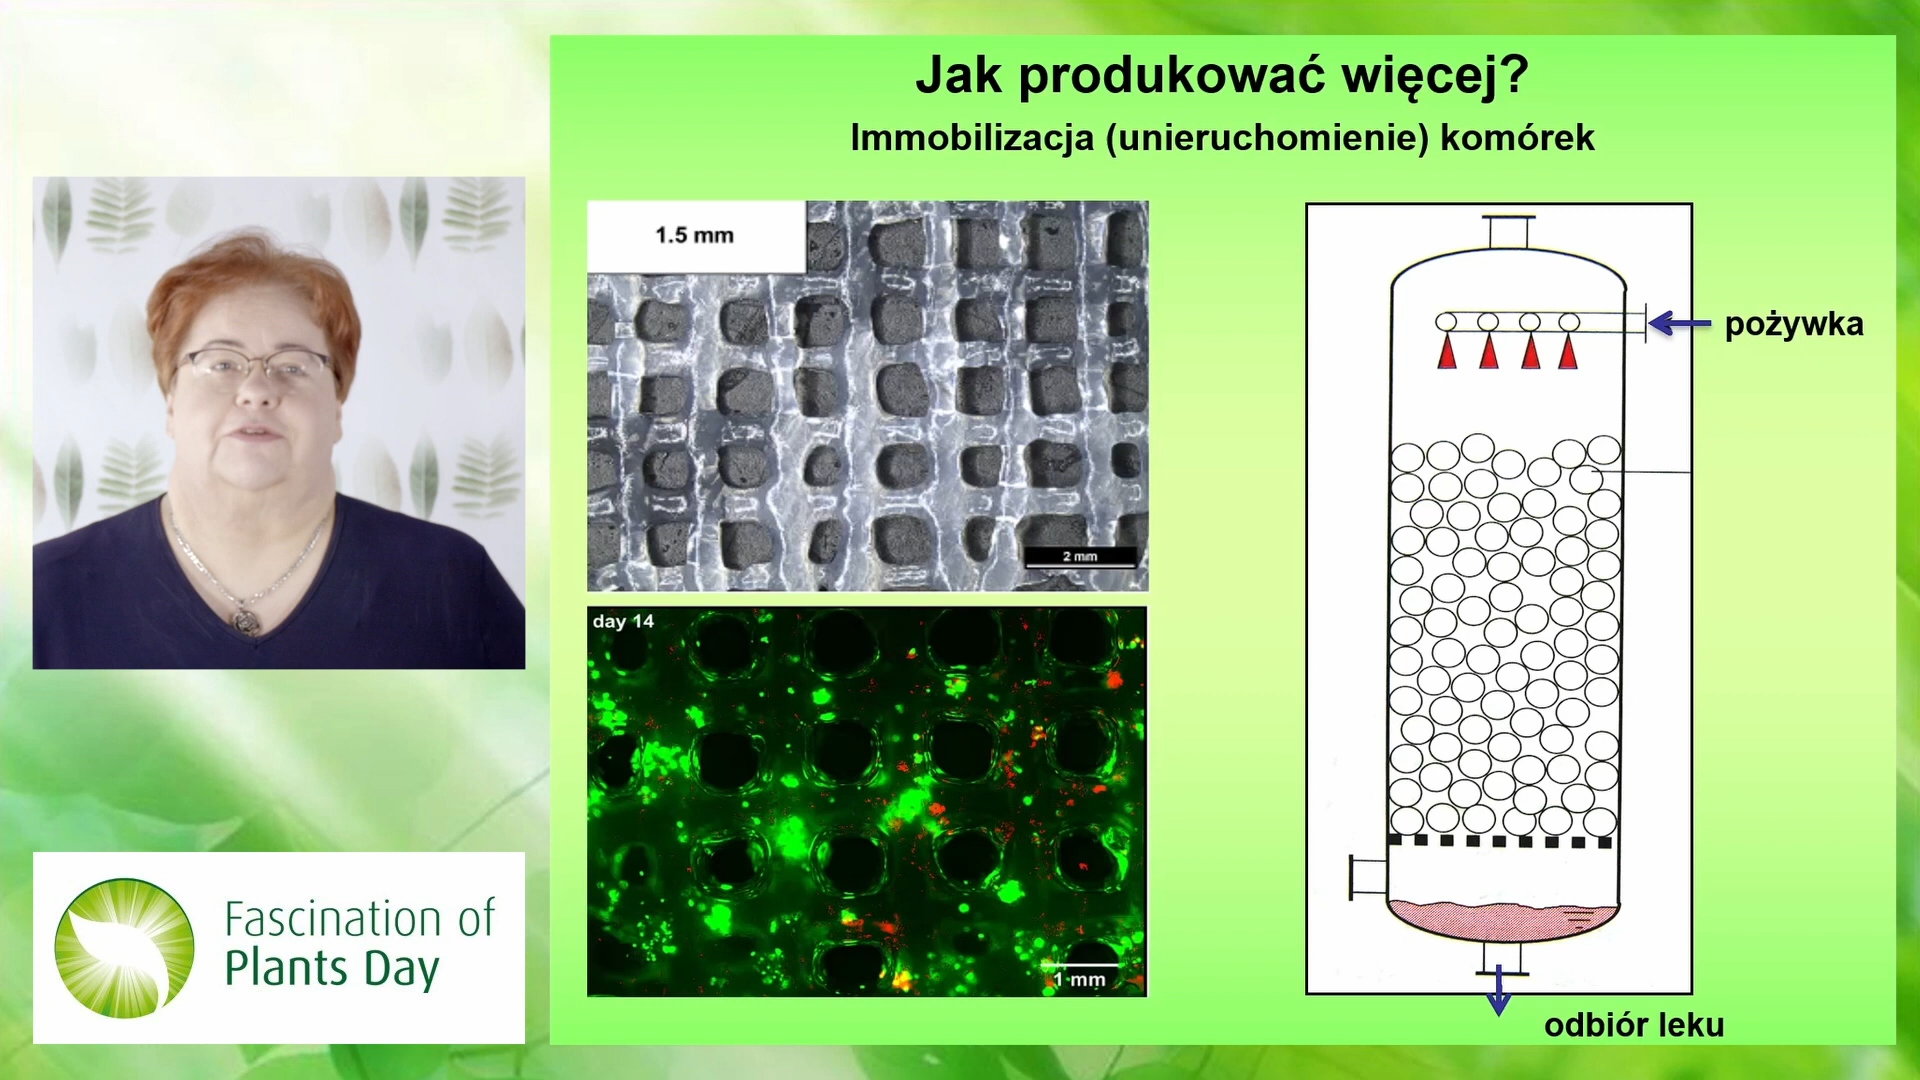 Jak produkować więcej?
Immobilizacja (unieruchomienie) komórek
1.5 mm
2 mm
day 14
1 mm
pożywka
odbiór leku
Fascination of
Plants Day